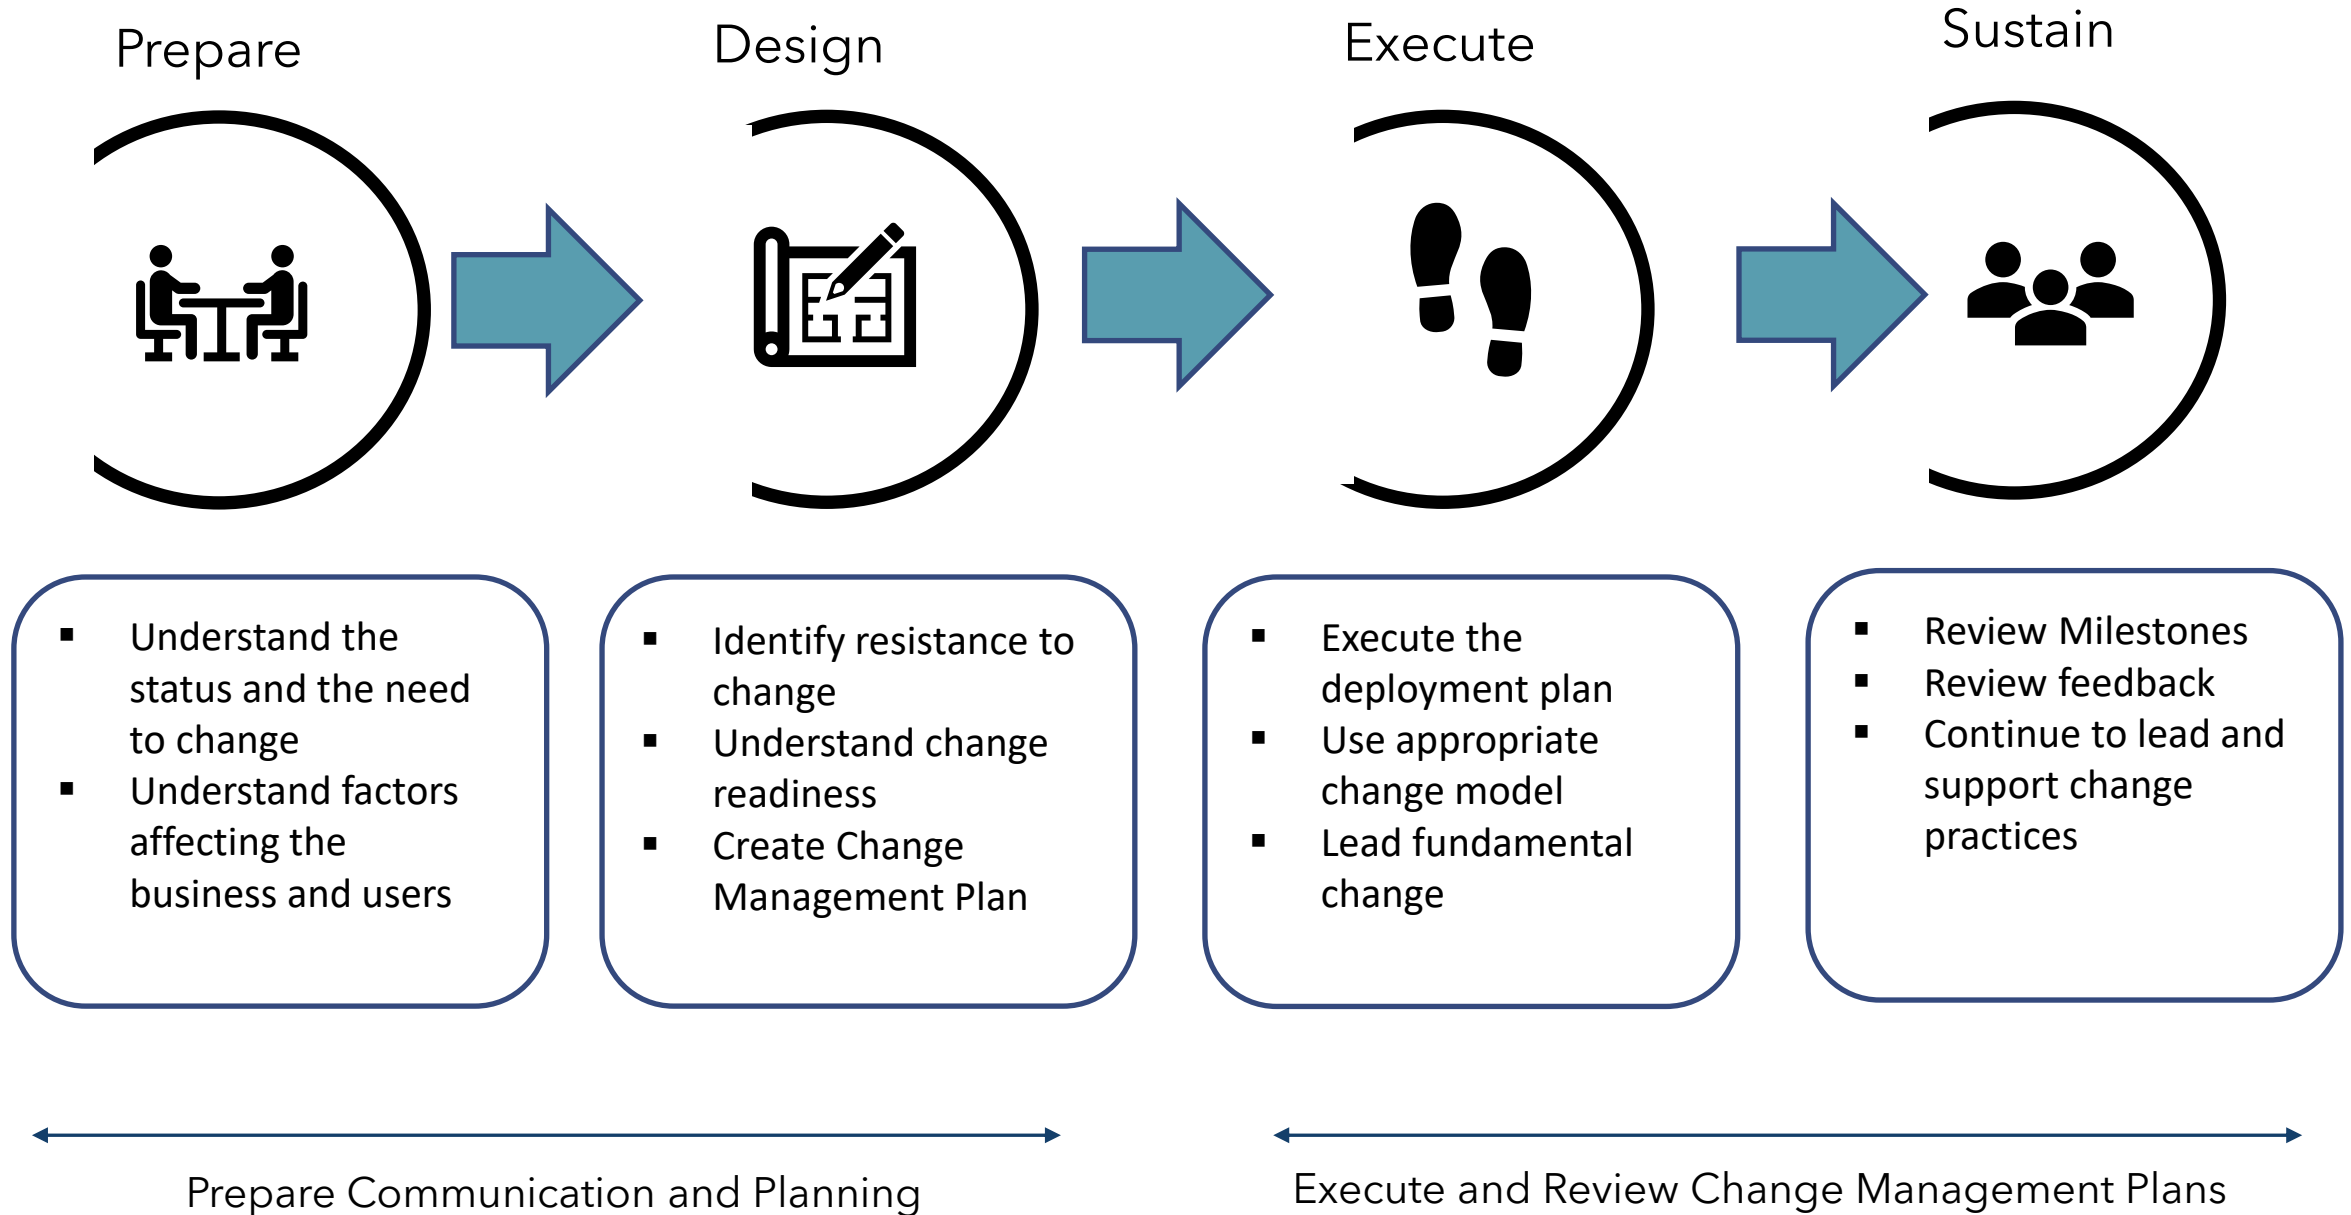 Prepare
Design
Execute
Sustain
▪ Understand the
status and the need
to change
▪ Understand factors
affecting the
business and users
▪ Identify resistance to
change
▪ Understand change
readiness
▪ Create Change
Management Plan
▪ Execute the
deployment plan
▪ Use appropriate
change model
▪ Lead fundamental
change
▪ Review Milestones
▪ Review feedback
▪ Continue to lead and
support change
practices
Prepare Communication and Planning
Execute and Review Change Management Plans